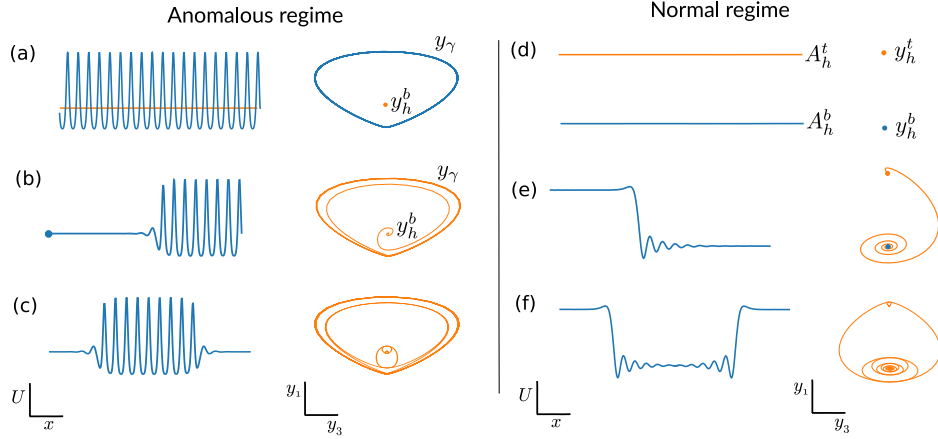 Anomalous regime
Normal regime
(a)
y_γ
y_h^b
(b)
y_γ
y_h^b
(c)
U
x
y_1
y_3
(d)
A_h^t
y_h^t
A_h^b
y_h^b
(e)
(f)
U
x
y_1
y_3